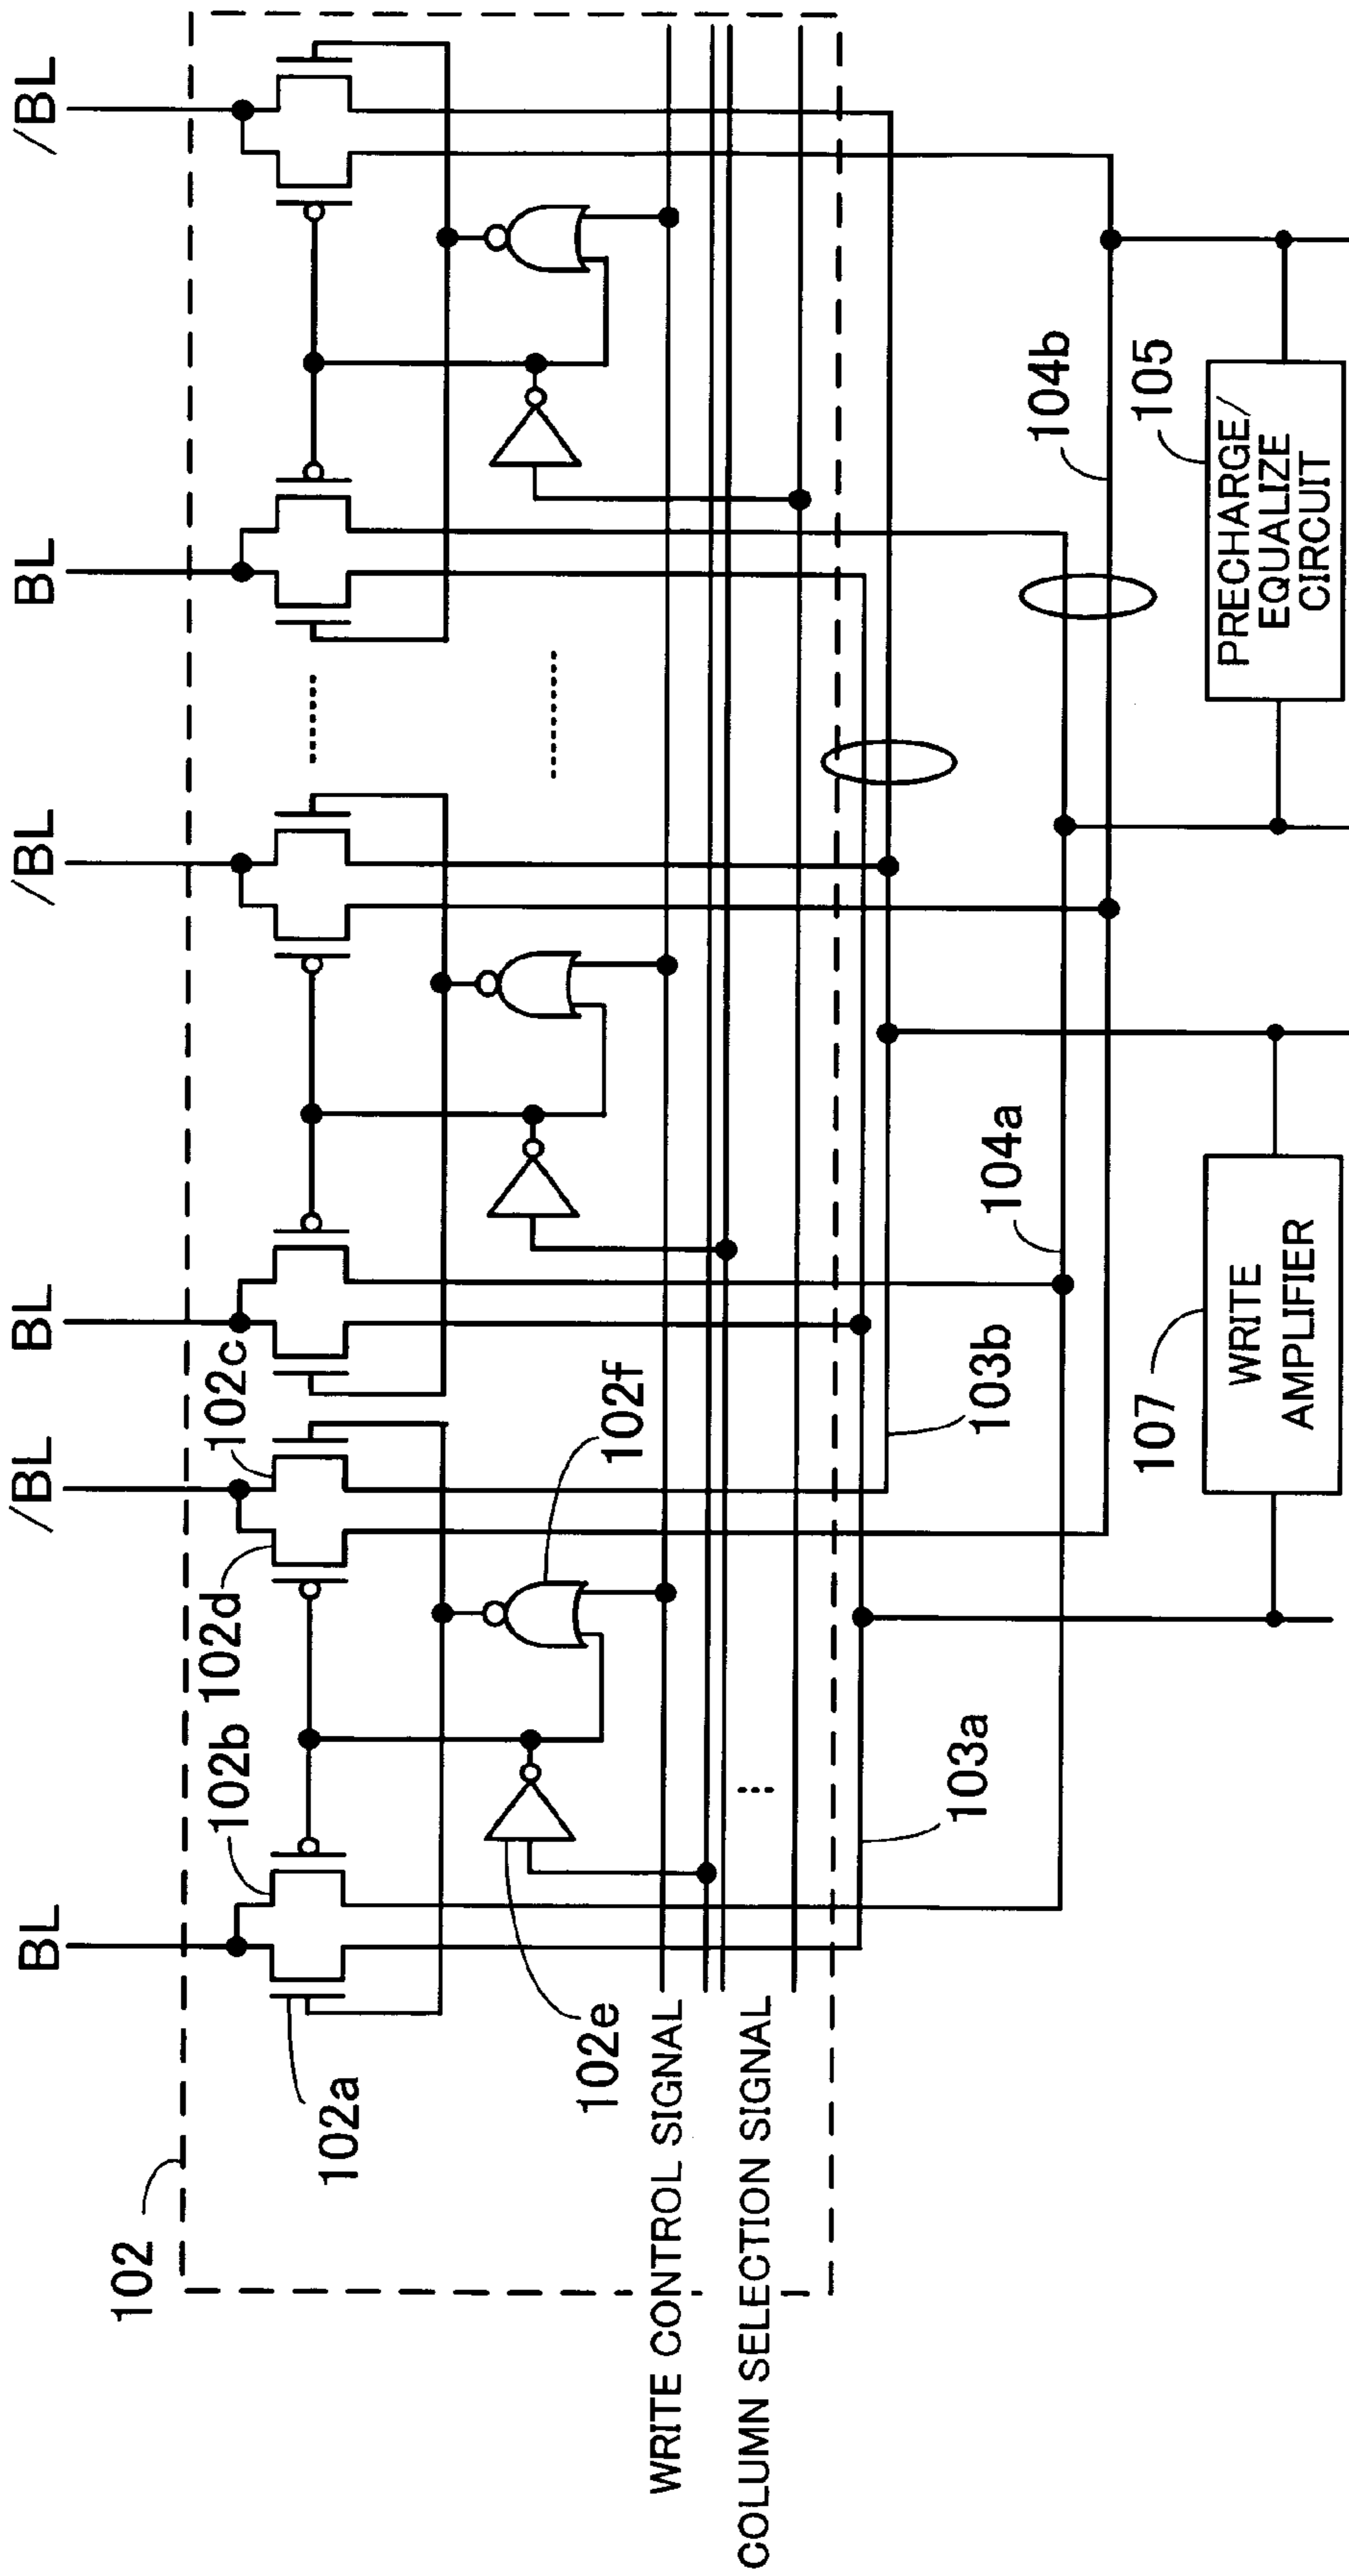 BL
/BL
BL
/BL
BL
/BL
102
102a
102b
102d
102c
102e
102f
WRITE CONTROL SIGNAL
COLUMN SELECTION SIGNAL
103a
103b
104a
104b
107
WRITE
AMPLIFIER
105
PRECHARGE/
EQUALIZE
CIRCUIT